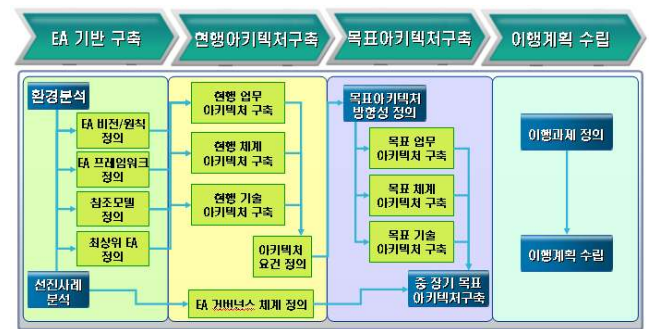 EA 기반 구축
현행아키텍처구축
목표아키텍처구축
이행계획 수립
환경분석
EA 비전/원칙
정의
EA 프레임워크
정의
참조모델
정의
최상위 EA
정의
선진사례
분석
현행 업무
아키텍처 구축
현행 체계
아키텍처 구축
현행 기술
아키텍처 구축
아키텍처
요건 정의
EA 거버넌스 체계 정의
목표아키텍처
방향성 정의
목표 업무
아키텍처 구축
목표 체계
아키텍처 구축
목표 기술
아키텍처 구축
중 장기 목표
아키텍처구축
이행과제 정의
이행계획 수립